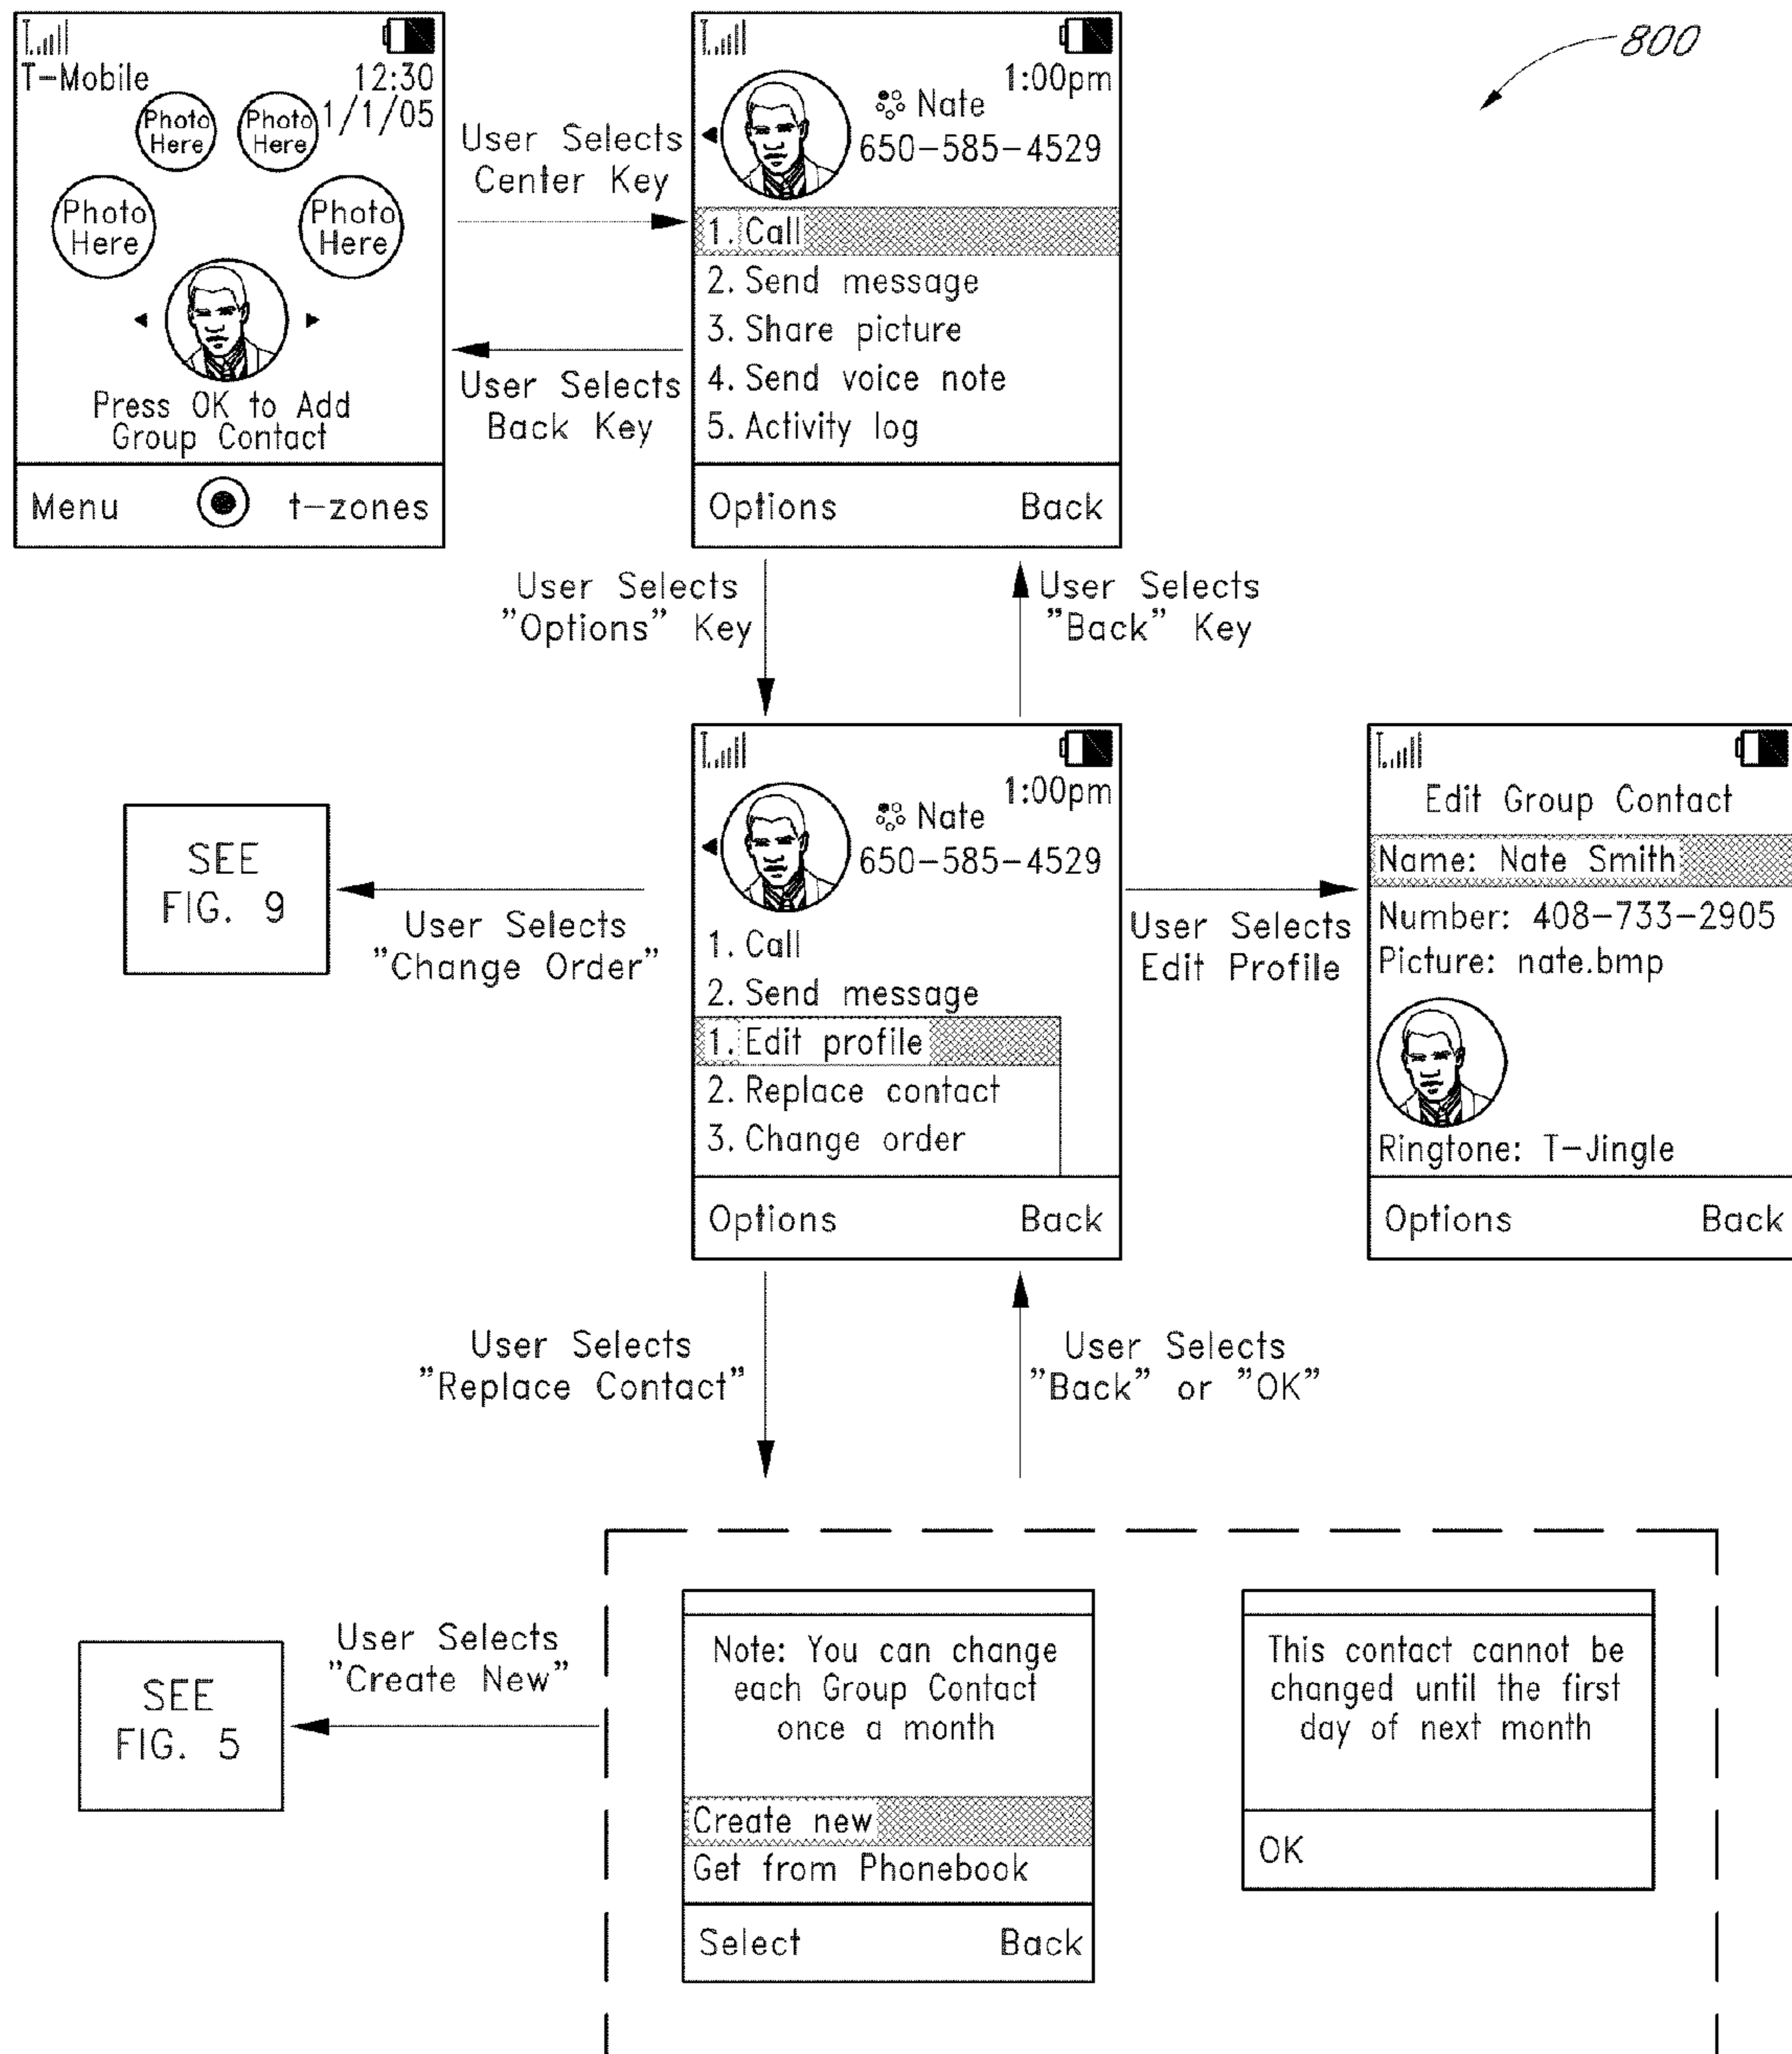 800
T-Mobile
12:30
1/1/05
Photo
Here
Photo
Here
Photo
Here
Photo
Here
Press OK to Add
Group Contact
Menu
t-zones
User Selects
Center Key
User Selects
Back Key
1:00pm
Nate
650-585-4529
1. Call
2. Send message
3. Share picture
4. Send voice note
5. Activity log
Options
Back
User Selects
"Options" Key
User Selects
"Back" Key
SEE
FIG. 9
User Selects
"Change Order"
1:00pm
Nate
650-585-4529
1. Call
2. Send message
1. Edit profile
2. Replace contact
3. Change order
Options
Back
User Selects
Edit Profile
Edit Group Contact
Name: Nate Smith
Number: 408-733-2905
Picture: nate.bmp
Ringtone: T-Jingle
Options
Back
User Selects
"Replace Contact"
User Selects
"Back" or "OK"
SEE
FIG. 5
User Selects
"Create New"
Note: You can change
each Group Contact
once a month
Create new
Get from Phonebook
Select
Back
This contact cannot be
changed until the first
day of next month
OK